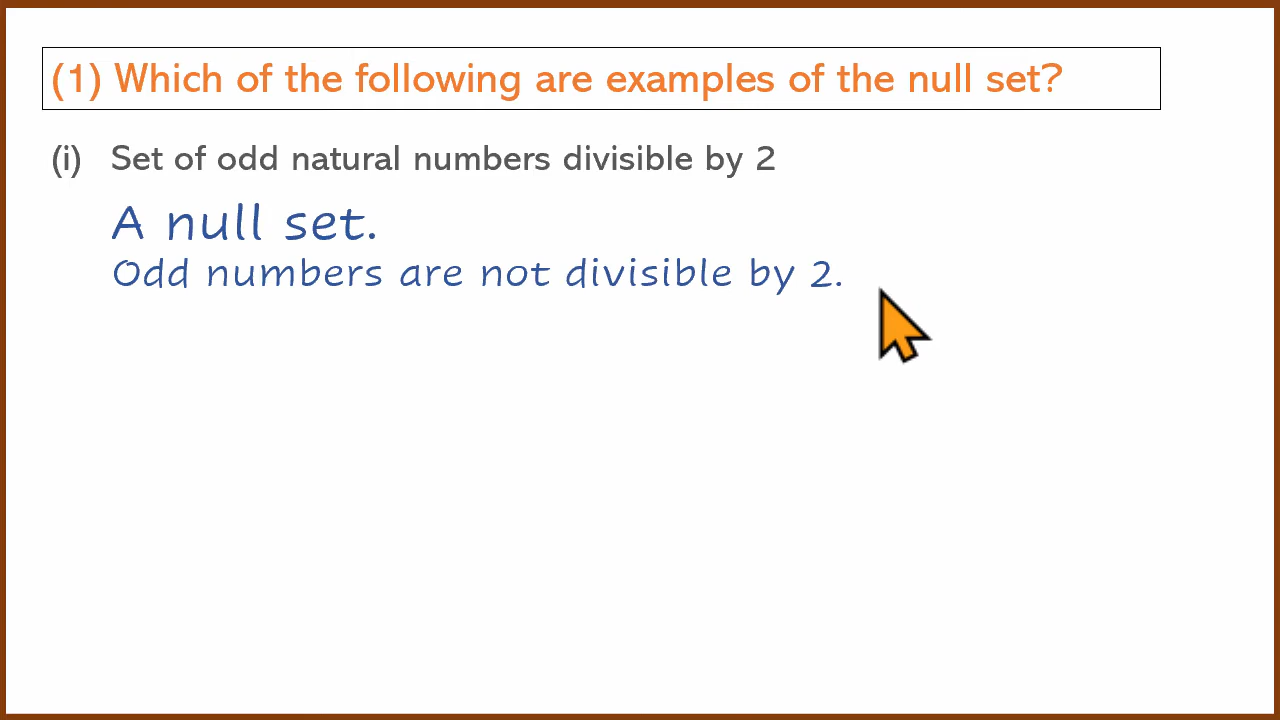 (1) Which of the following are examples of the null set?
(i) Set of odd natural numbers divisible by 2
A null set.
Odd numbers are not divisible by 2.